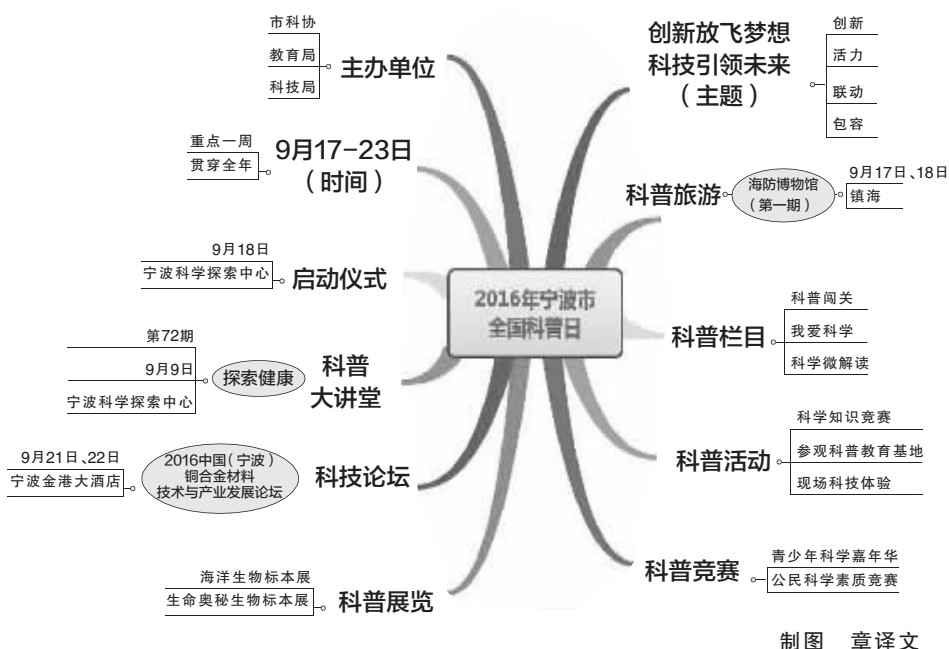 市科协
教育局
科技局
主办单位
重点一周
贯穿全年
9月17-23日
（时间）
9月18日
宁波科学探索中心
启动仪式
第72期
9月9日
宁波科学探索中心
探索健康
科普
大讲堂
9月21日、22日
宁波金港大酒店
2016中国（宁波）
铜合金材料
技术与产业发展论坛
科技论坛
海洋生物标本展
生命奥秘生物标本展
科普展览
2016年宁波市
全国科普日
创新放飞梦想
科技引领未来
（主题）
创新
活力
联动
包容
科普旅游
海防博物馆
（第一期）
9月17日、18日
镇海
科普栏目
科普闯关
我爱科学
科学微解读
科普活动
科学知识竞赛
参观科普教育基地
现场科技体验
科普竞赛
青少年科学嘉年华
公民科学素质竞赛
制图　章译文